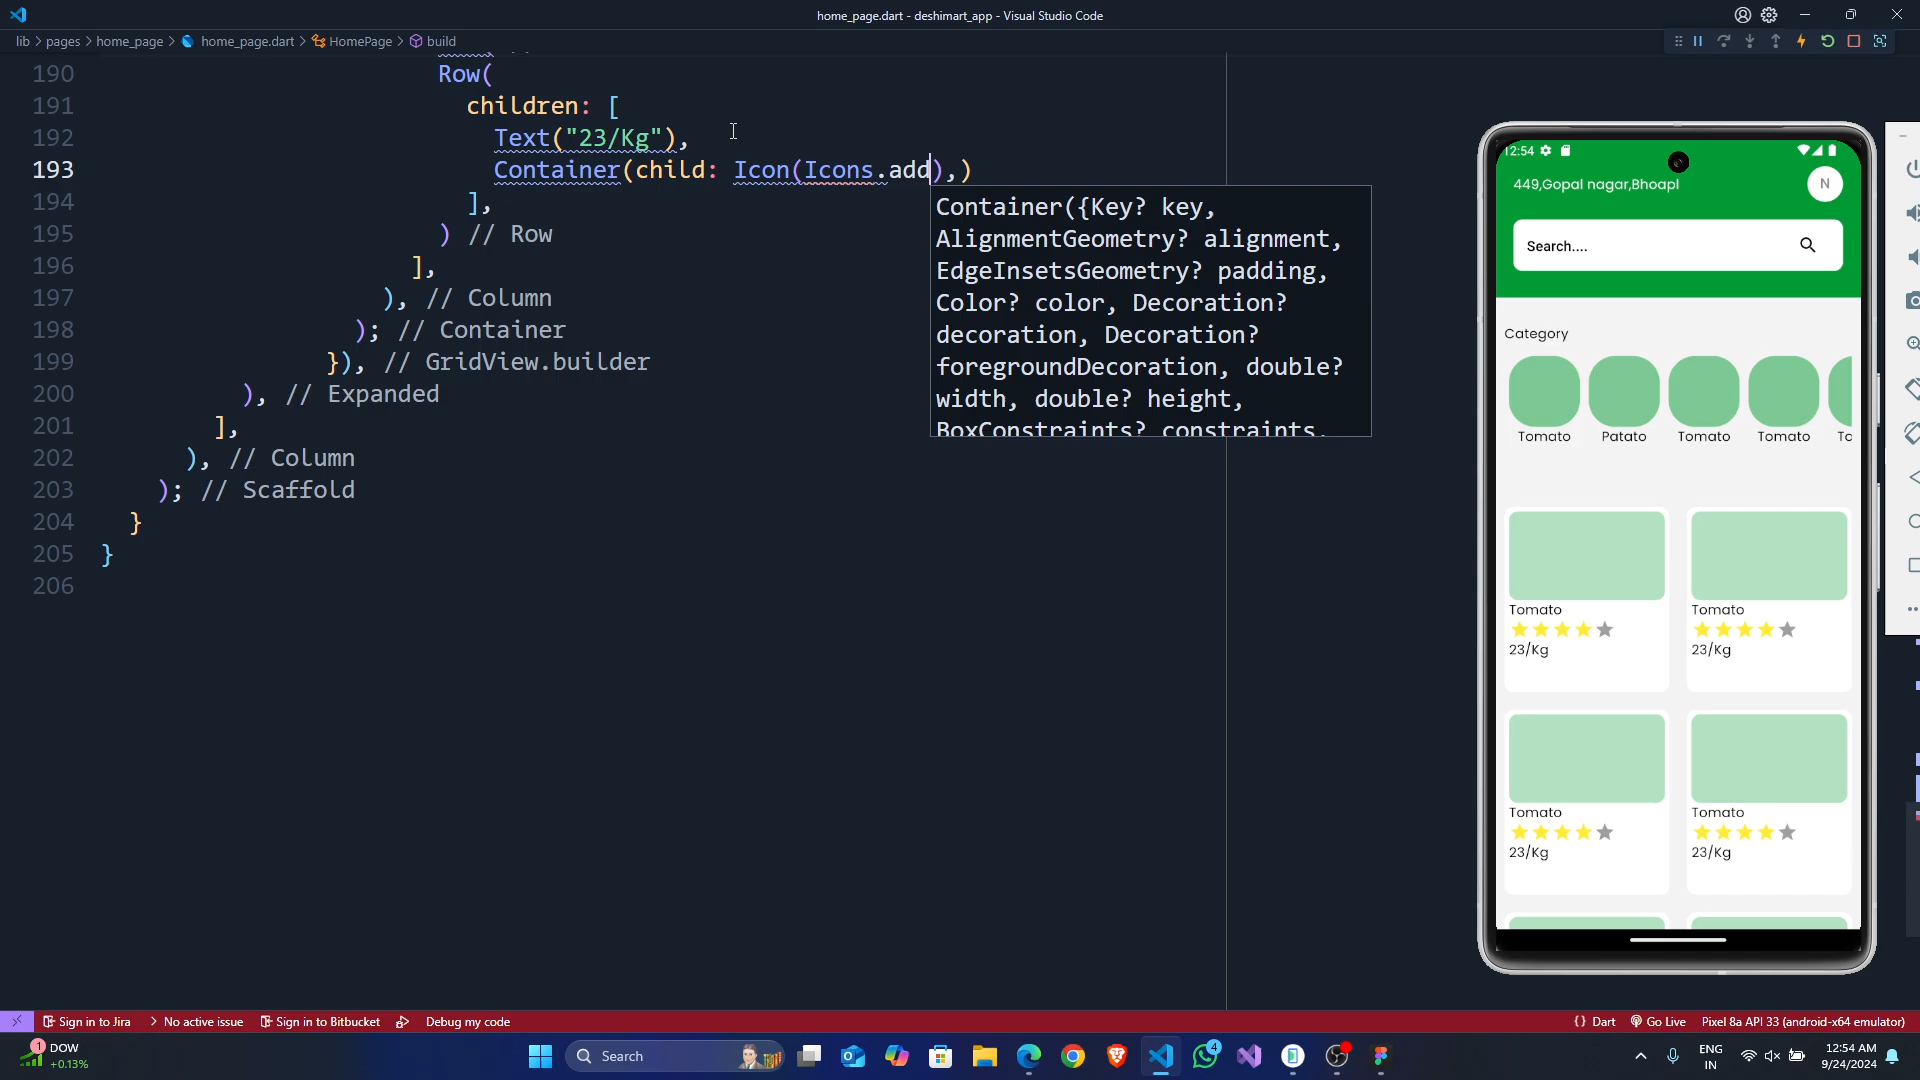 home_page.dart - deshimart_app - Visual Studio Code
lib > pages > home_page > home_page.dart > HomePage > build
190 Row(
191 children: [
192 Text("23/Kg"),
193 Container(child: Icon(Icons.add),)
194 ],
195 ) // Row
196 ],
197 ), // Column
198 ); // Container
199 }), // GridView.builder
200 ), // Expanded
201 ],
202 ), // Column
203 ); // Scaffold
204 }
205 }
206
Container({Key? key,
AlignmentGeometry? alignment,
EdgeInsetsGeometry? padding,
Color? color, Decoration?
decoration, Decoration?
foregroundDecoration, double?
width, double? height,
BoxConstraints? constraints,
12:54
449,Gopal nagar,Bhoapl
N
Search....
Category
Tomato Patato Tomato Tomato To
Tomato Tomato
23/Kg 23/Kg
Tomato Tomato
23/Kg 23/Kg
Sign in to Jira No active issue Sign in to Bitbucket Debug my code
{ } Dart Go Live Pixel 8a API 33 (android-x64 emulator)
1 DOW
+0.13%
Search
4
ENG
IN
12:54 AM
9/24/2024